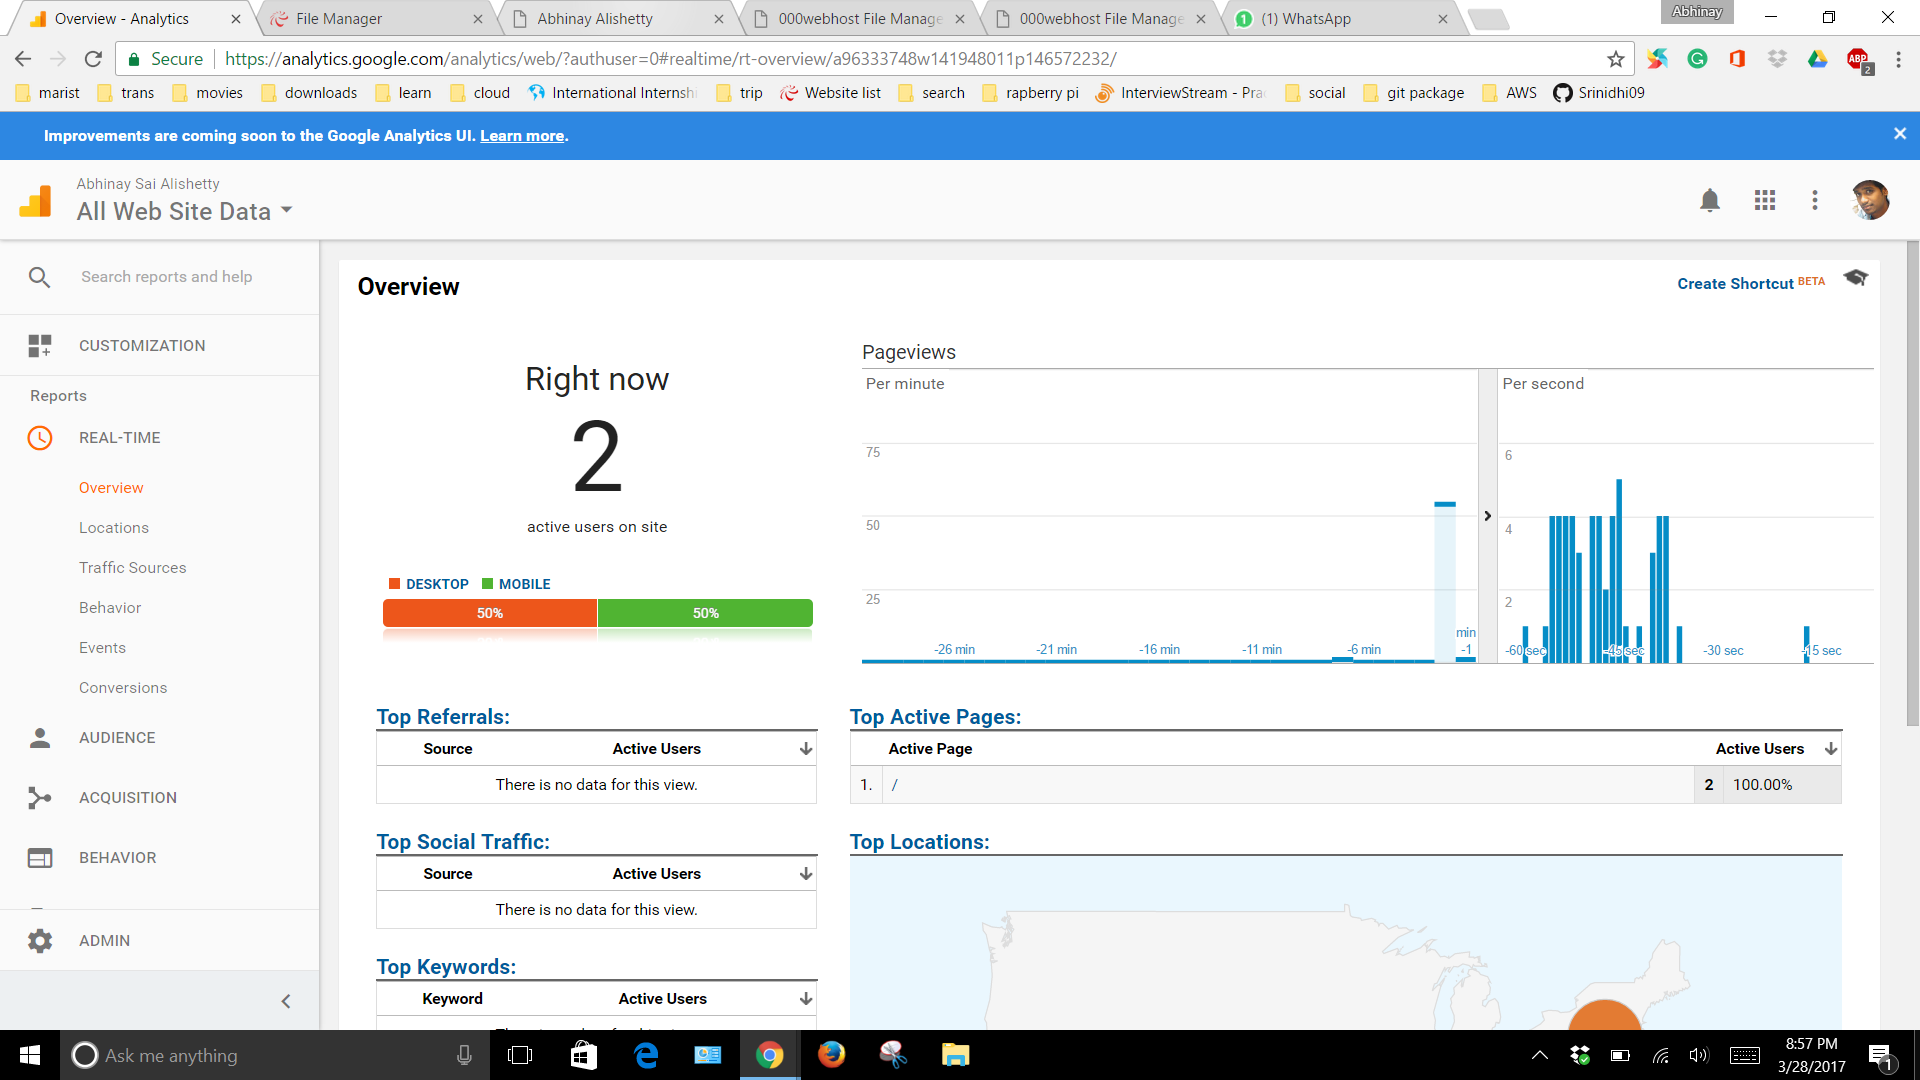 Overview - Analytics
File Manager
Abhinay Alishetty
000webhost File Manage
000webhost File Manage
(1) WhatsApp
Abhinay
Secure
https://analytics.google.com/analytics/web/?authuser=0#realtime/rt-overview/a96333748w141948011p146572232/
ABP
2
marist
trans
movies
downloads
learn
cloud
International Internshi
trip
Website list
search
rapberry pi
InterviewStream - Pra
social
git package
AWS
Srinidhi09
Improvements are coming soon to the Google Analytics UI. Learn more.
Abhinay Sai Alishetty
All Web Site Data
Search reports and help
CUSTOMIZATION
Reports
REAL-TIME
Overview
Locations
Traffic Sources
Behavior
Events
Conversions
AUDIENCE
ACQUISITION
BEHAVIOR
ADMIN
Overview
Create Shortcut BETA
Right now
2
active users on site
DESKTOP MOBILE
50% 50%
Pageviews
Per minute
75
50
25
-26 min -21 min -16 min -11 min -6 min min -1
Per second
6
4
2
-60 sec -45 sec -30 sec -15 sec
Top Referrals:
Source Active Users
There is no data for this view.
Top Active Pages:
Active Page Active Users
1. / 2 100.00%
Top Social Traffic:
Source Active Users
There is no data for this view.
Top Locations:
Top Keywords:
Keyword Active Users
Ask me anything
8:57 PM
3/28/2017
1